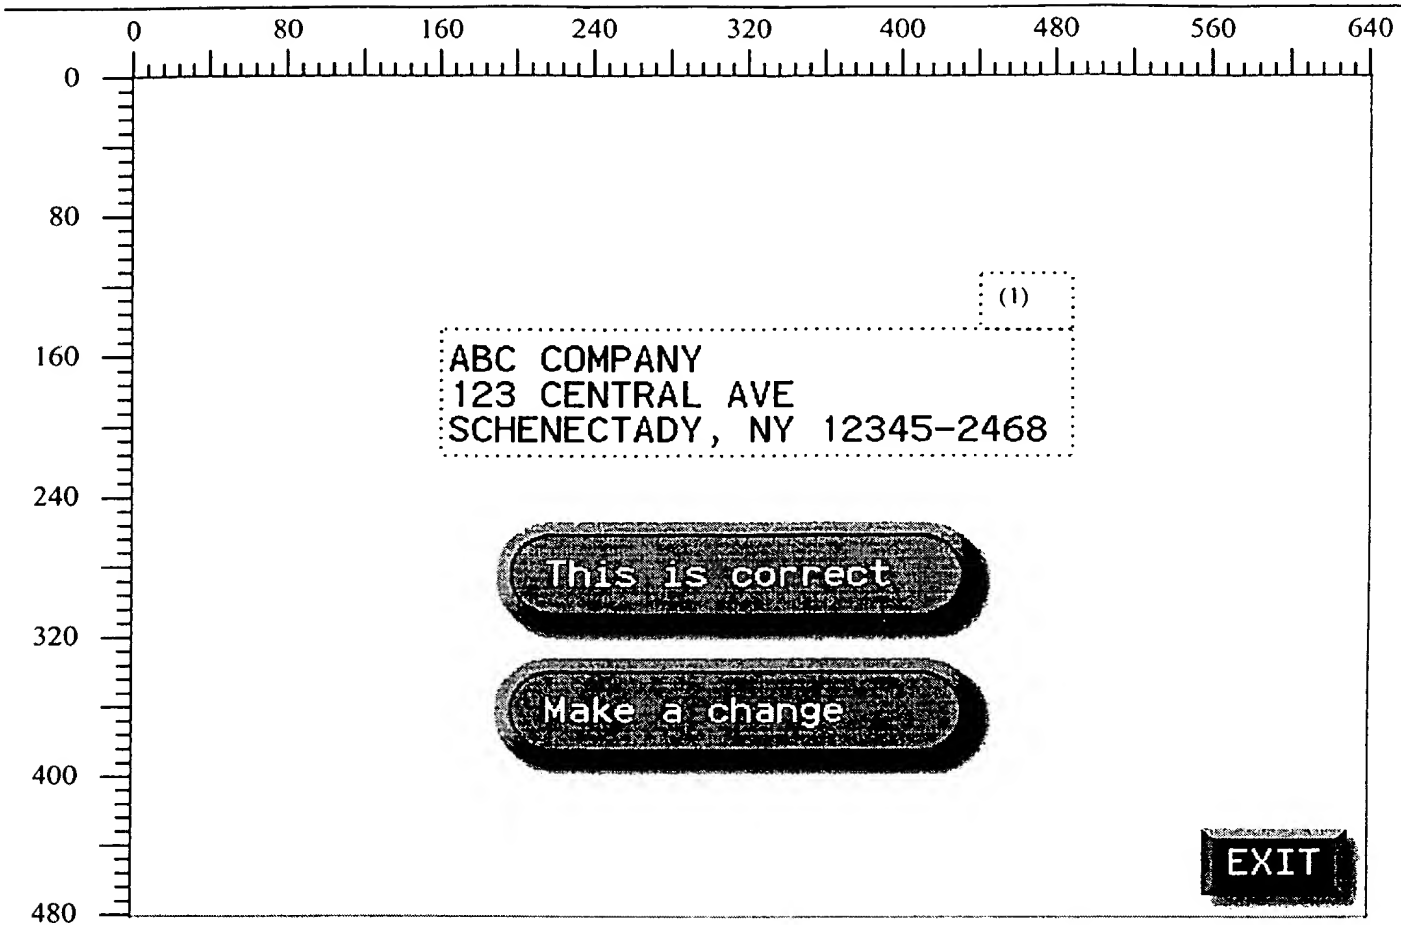 0 80 160 240 320 400 480 560 640
0
80
(1)
160
ABC COMPANY
123 CENTRAL AVE
SCHENECTADY, NY 12345-2468
240
This is correct
320
Make a change
400
EXIT
480